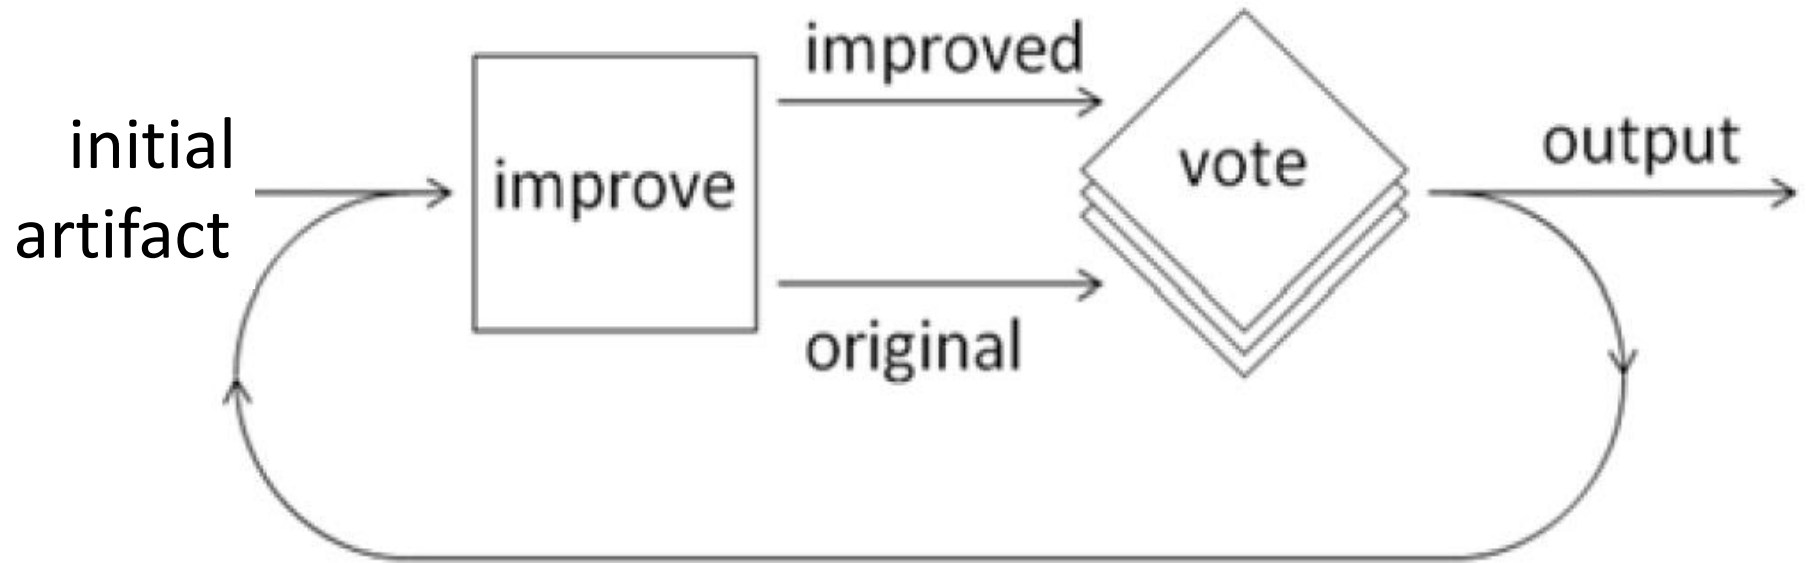 initial
artifact
improve
improved
original
vote
output